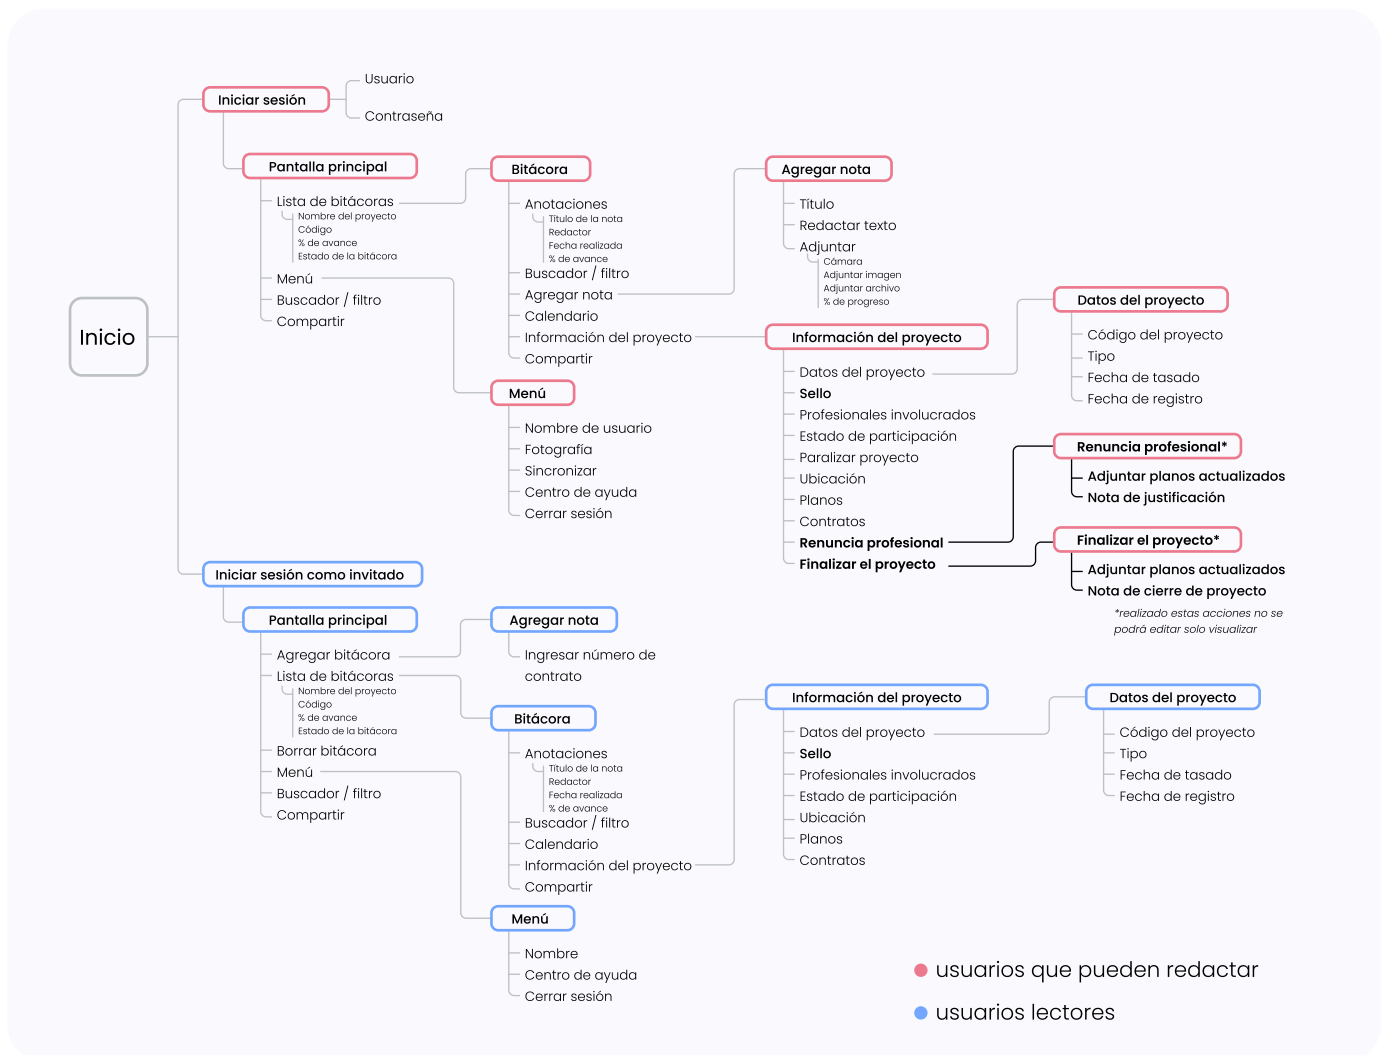 Inicio
Iniciar sesión
Usuario
Contraseña
Pantalla principal
Lista de bitácoras
Nombre del proyecto
Código
% de avance
Estado de la bitácora
Menú
Buscador / filtro
Compartir
Bitácora
Anotaciones
Título de la nota
Redactor
Fecha realizada
% de avance
Buscador / filtro
Agregar nota
Calendario
Información del proyecto
Compartir
Menú
Nombre de usuario
Fotografía
Sincronizar
Centro de ayuda
Cerrar sesión
Agregar nota
Título
Redactar texto
Adjuntar
Cámara
Adjuntar imagen
Adjuntar archivo
% de progreso
Información del proyecto
Datos del proyecto
Sello
Profesionales involucrados
Estado de participación
Paralizar proyecto
Ubicación
Planos
Contratos
Renuncia profesional
Finalizar el proyecto
Datos del proyecto
Código del proyecto
Tipo
Fecha de tasado
Fecha de registro
Renuncia profesional*
Adjuntar planos actualizados
Nota de justificación
Finalizar el proyecto*
Adjuntar planos actualizados
Nota de cierre de proyecto
*realizado estas acciones no se
podrá editar solo visualizar
Iniciar sesión como invitado
Pantalla principal
Agregar bitácora
Lista de bitácoras
Nombre del proyecto
Código
% de avance
Estado de la bitácora
Borrar bitácora
Menú
Buscador / filtro
Compartir
Agregar nota
Ingresar número de
contrato
Bitácora
Anotaciones
Título de la nota
Redactor
Fecha realizada
% de avance
Buscador / filtro
Calendario
Información del proyecto
Compartir
Menú
Nombre
Centro de ayuda
Cerrar sesión
Información del proyecto
Datos del proyecto
Sello
Profesionales involucrados
Estado de participación
Ubicación
Planos
Contratos
Datos del proyecto
Código del proyecto
Tipo
Fecha de tasado
Fecha de registro
usuarios que pueden redactar
usuarios lectores